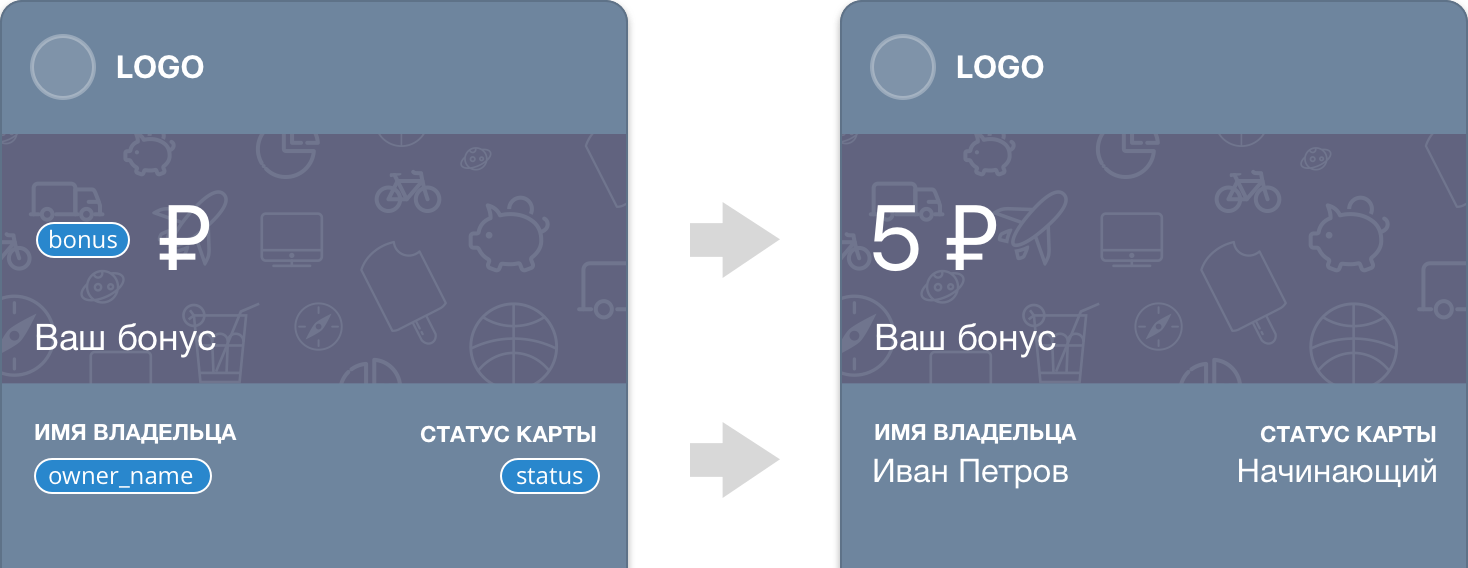 LOGO
bonus ₽
Ваш бонус
ИМЯ ВЛАДЕЛЬЦА СТАТУС КАРТЫ
owner_name status
LOGO
5 ₽
Ваш бонус
ИМЯ ВЛАДЕЛЬЦА СТАТУС КАРТЫ
Иван Петров Начинающий